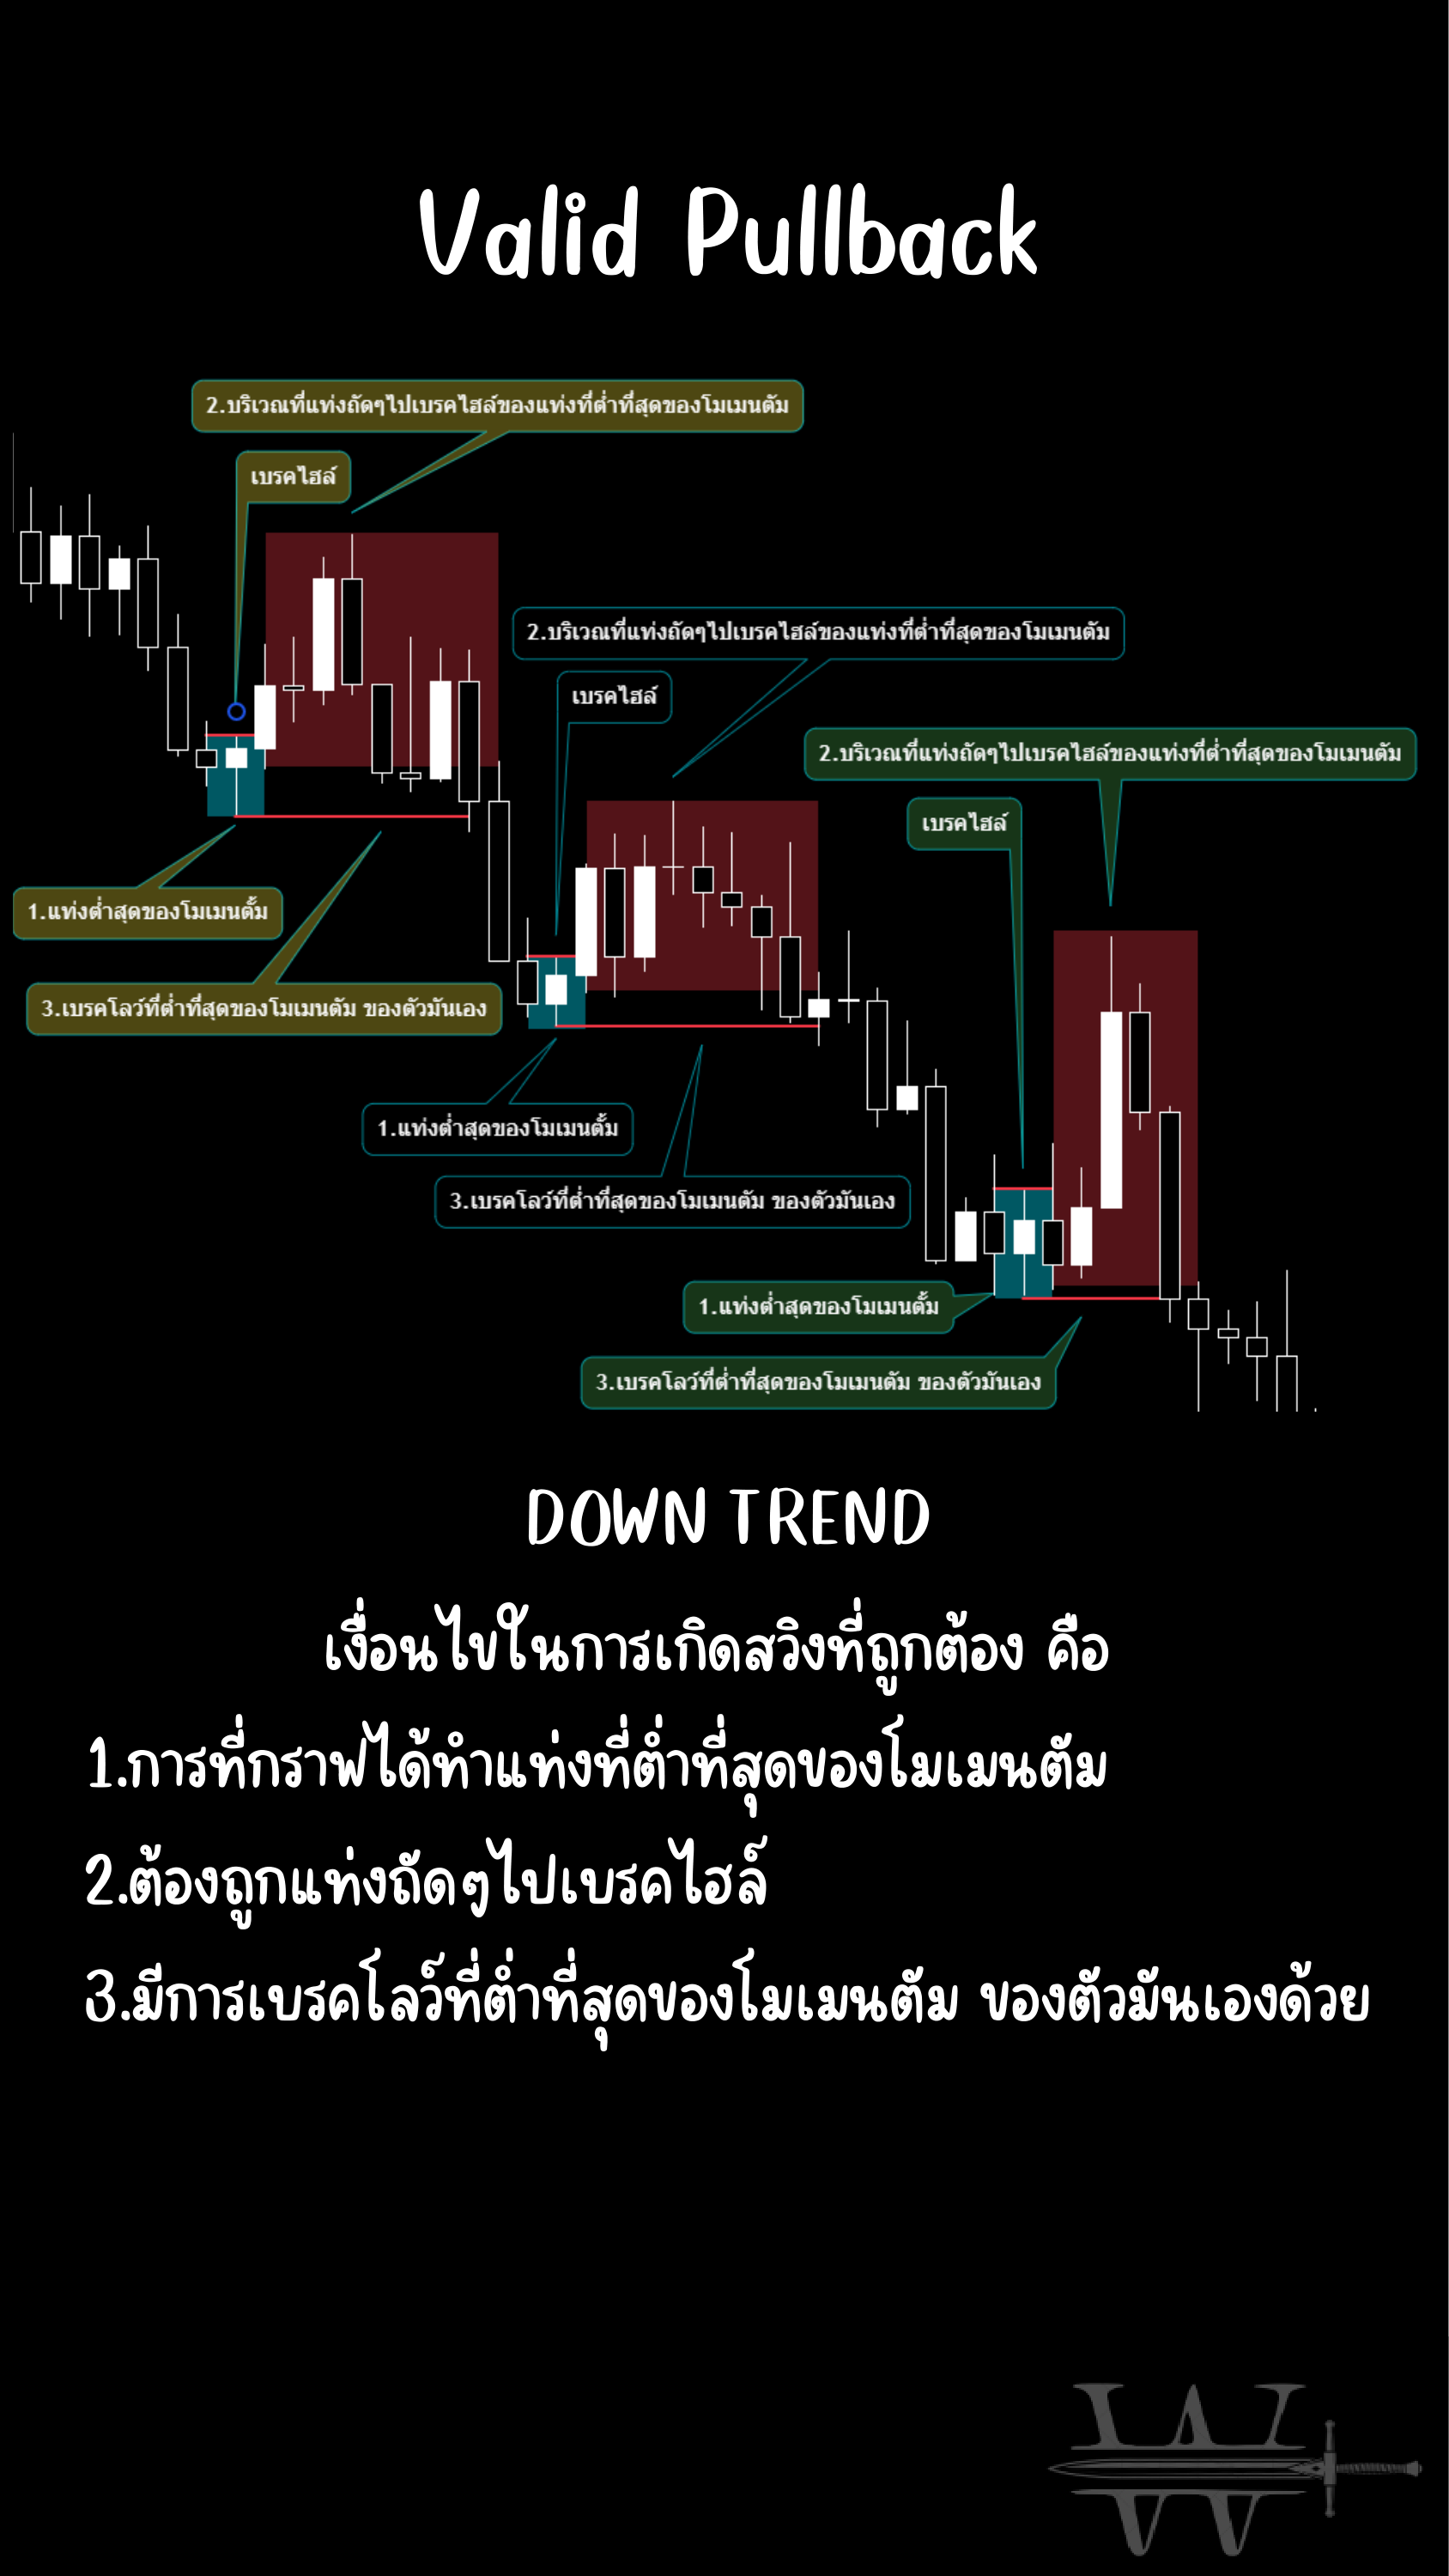 Valid Pullback
2.บริเวณที่แท่งถัดๆไปเบรคไฮล์ของแท่งที่ต่ำที่สุดของโมเมนตัม
เบรคไฮล์
2.บริเวณที่แท่งถัดๆไปเบรคไฮล์ของแท่งที่ต่ำที่สุดของโมเมนตัม
เบรคไฮล์
2.บริเวณที่แท่งถัดๆไปเบรคไฮล์ของแท่งที่ต่ำที่สุดของโมเมนตัม
เบรคไฮล์
1.แท่งต่ำสุดของโมเมนตั้ม
3.เบรคโลว์ที่ต่ำที่สุดของโมเมนตัม ของตัวมันเอง
1.แท่งต่ำสุดของโมเมนตั้ม
3.เบรคโลว์ที่ต่ำที่สุดของโมเมนตัม ของตัวมันเอง
1.แท่งต่ำสุดของโมเมนตั้ม
3.เบรคโลว์ที่ต่ำที่สุดของโมเมนตัม ของตัวมันเอง
DOWN TREND
เงื่อนไขในการเกิดสวิงที่ถูกต้อง คือ
1.การที่กราฟได้ทำแท่งที่ต่ำที่สุดของโมเมนตัม
2.ต้องถูกแท่งถัดๆไปเบรคไฮล์
3.มีการเบรคโลว์ที่ต่ำที่สุดของโมเมนตัม ของตัวมันเองด้วย
W